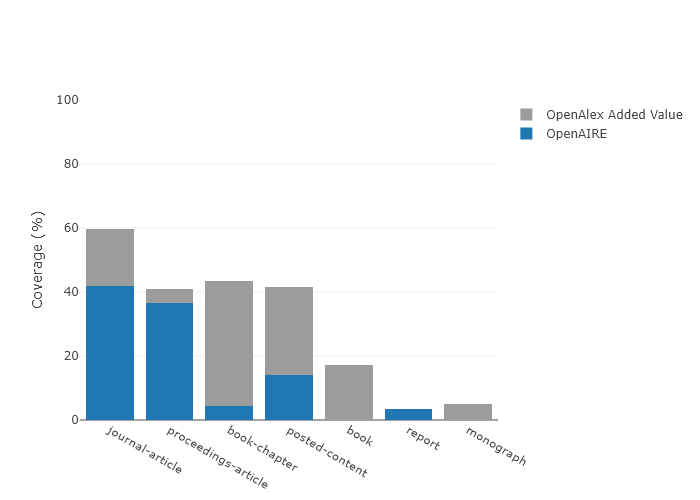 100
80
60
40
20
0
Coverage (%)
journal-article
proceedings-article
book-chapter
posted-content
book
report
monograph
OpenAlex Added Value
OpenAIRE